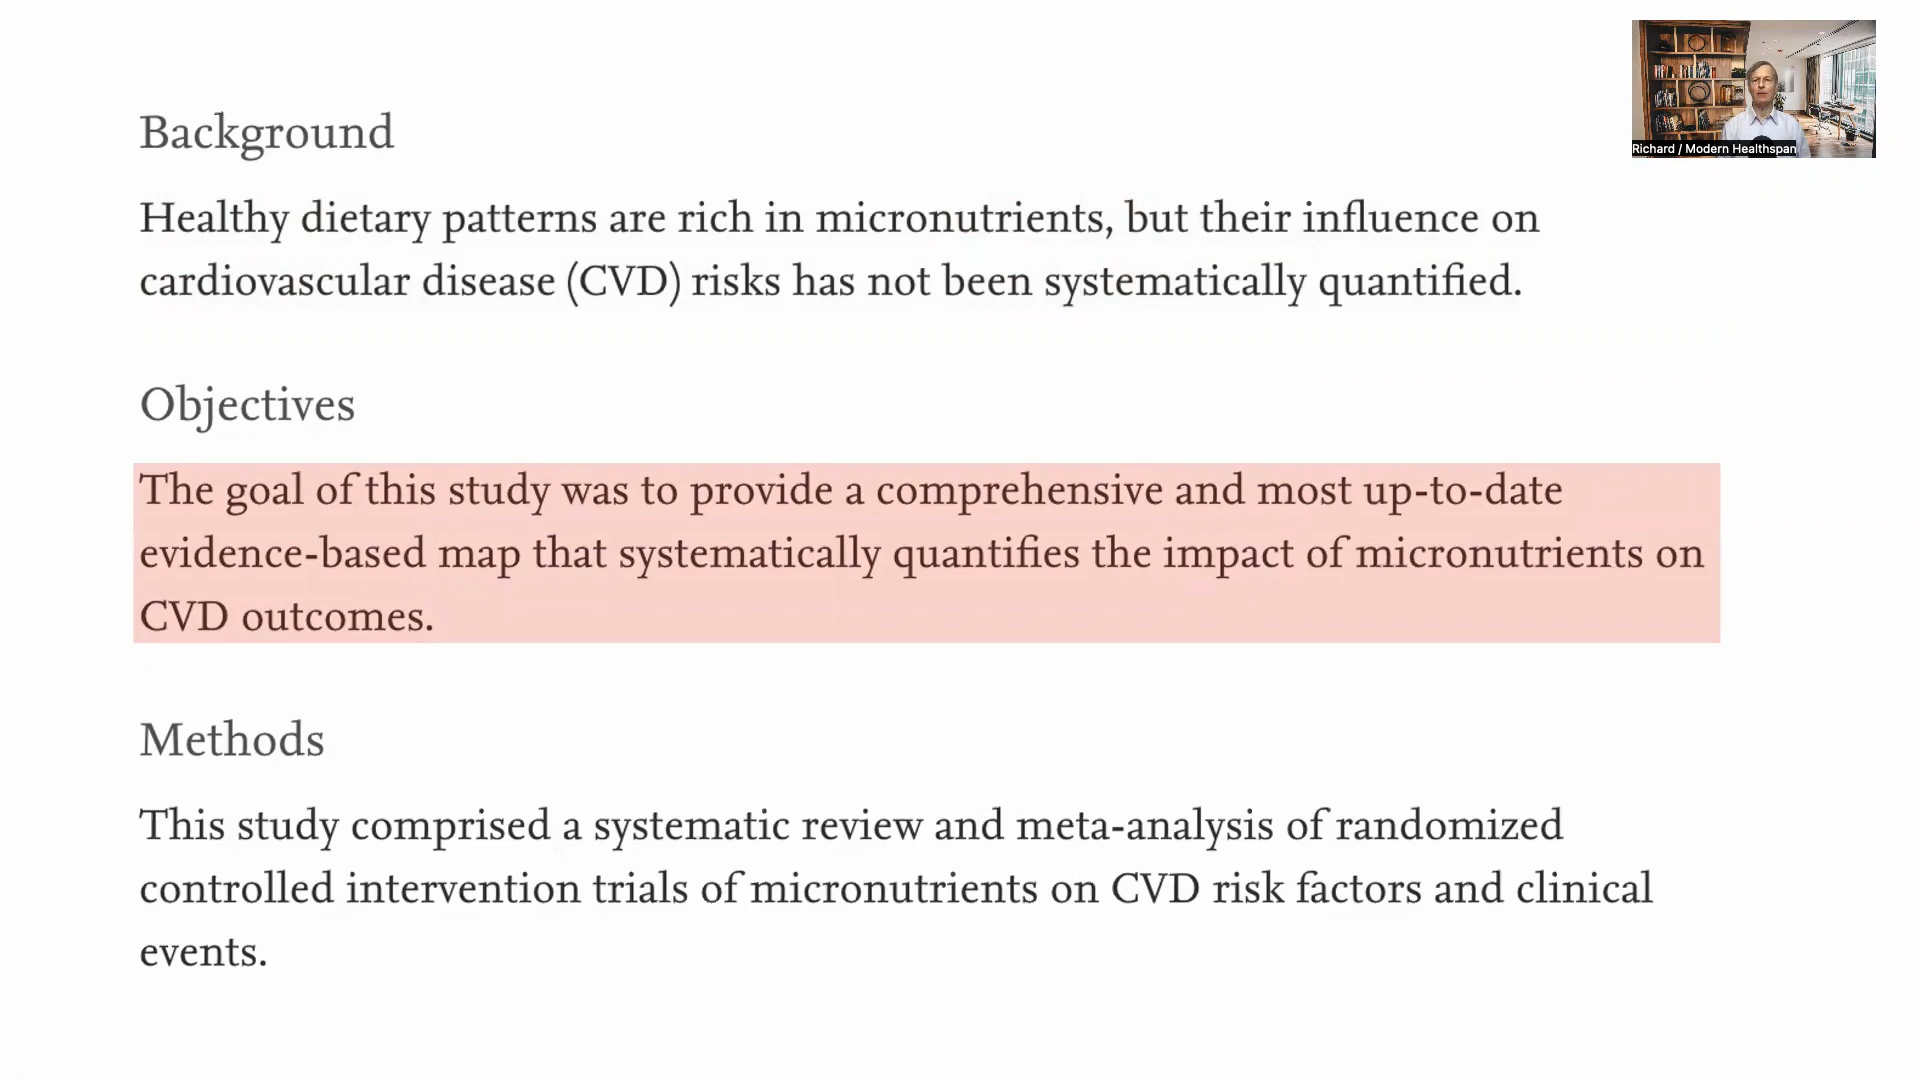 Background
Healthy dietary patterns are rich in micronutrients, but their influence on
cardiovascular disease (CVD) risks has not been systematically quantified.
Objectives
The goal of this study was to provide a comprehensive and most up-to-date
evidence-based map that systematically quantifies the impact of micronutrients on
CVD outcomes.
Methods
This study comprised a systematic review and meta-analysis of randomized
controlled intervention trials of micronutrients on CVD risk factors and clinical
events.
Richard / Modern Healthspan